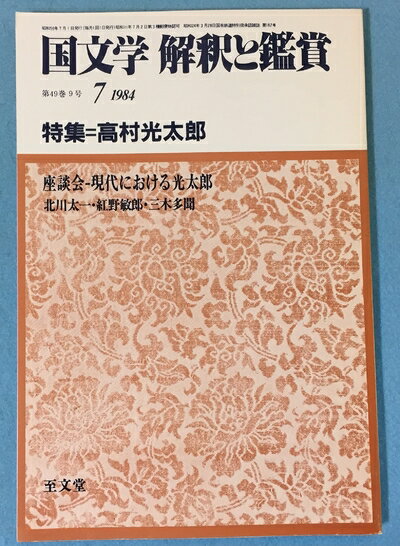 国文学 解釈と鑑賞
第49巻 9号
7 1984
特集=高村光太郎
座談会-現代における光太郎
北川太一・紅野敏郎・三木多聞
至文堂